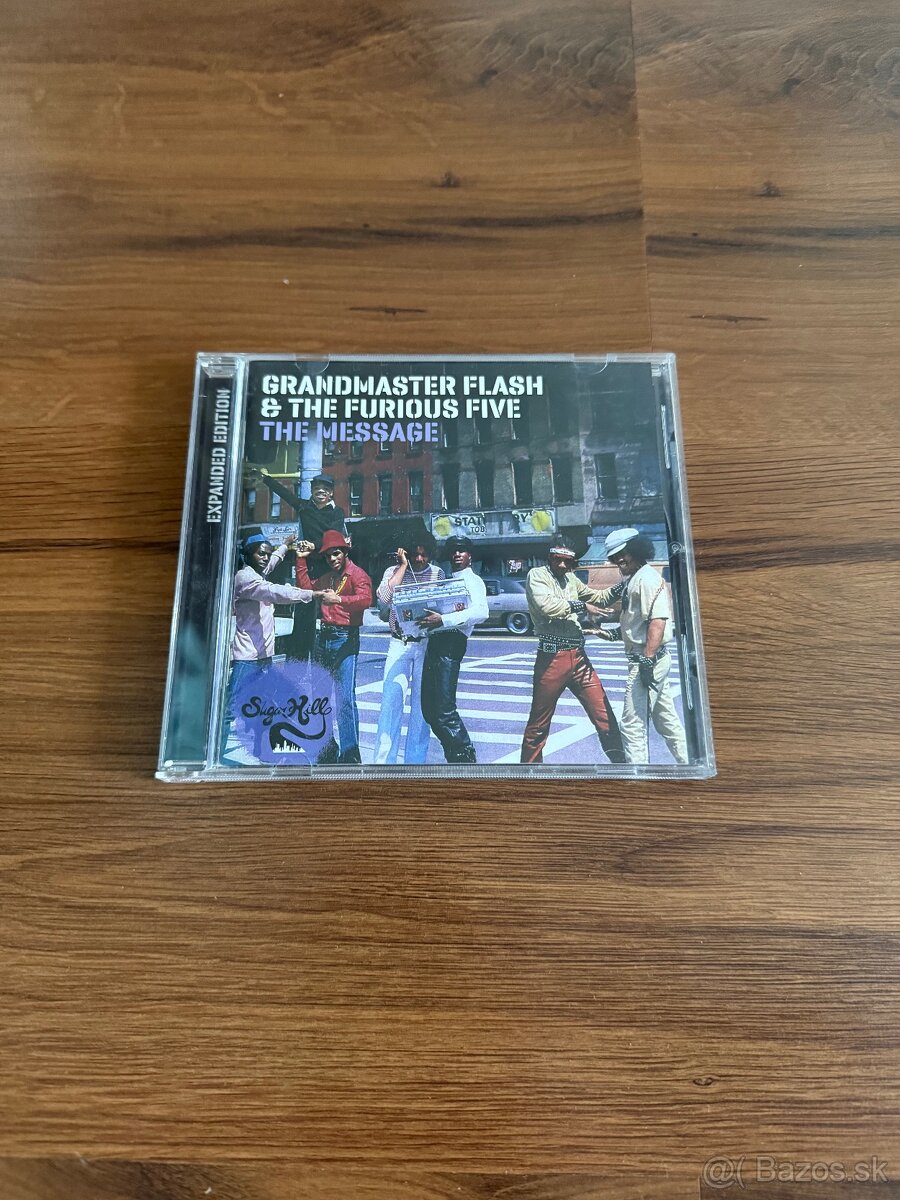 GRANDMASTER FLASH
& THE FURIOUS FIVE
THE MESSAGE
EXPANDED EDITION
Sugar Hill
@( Bazos.sk